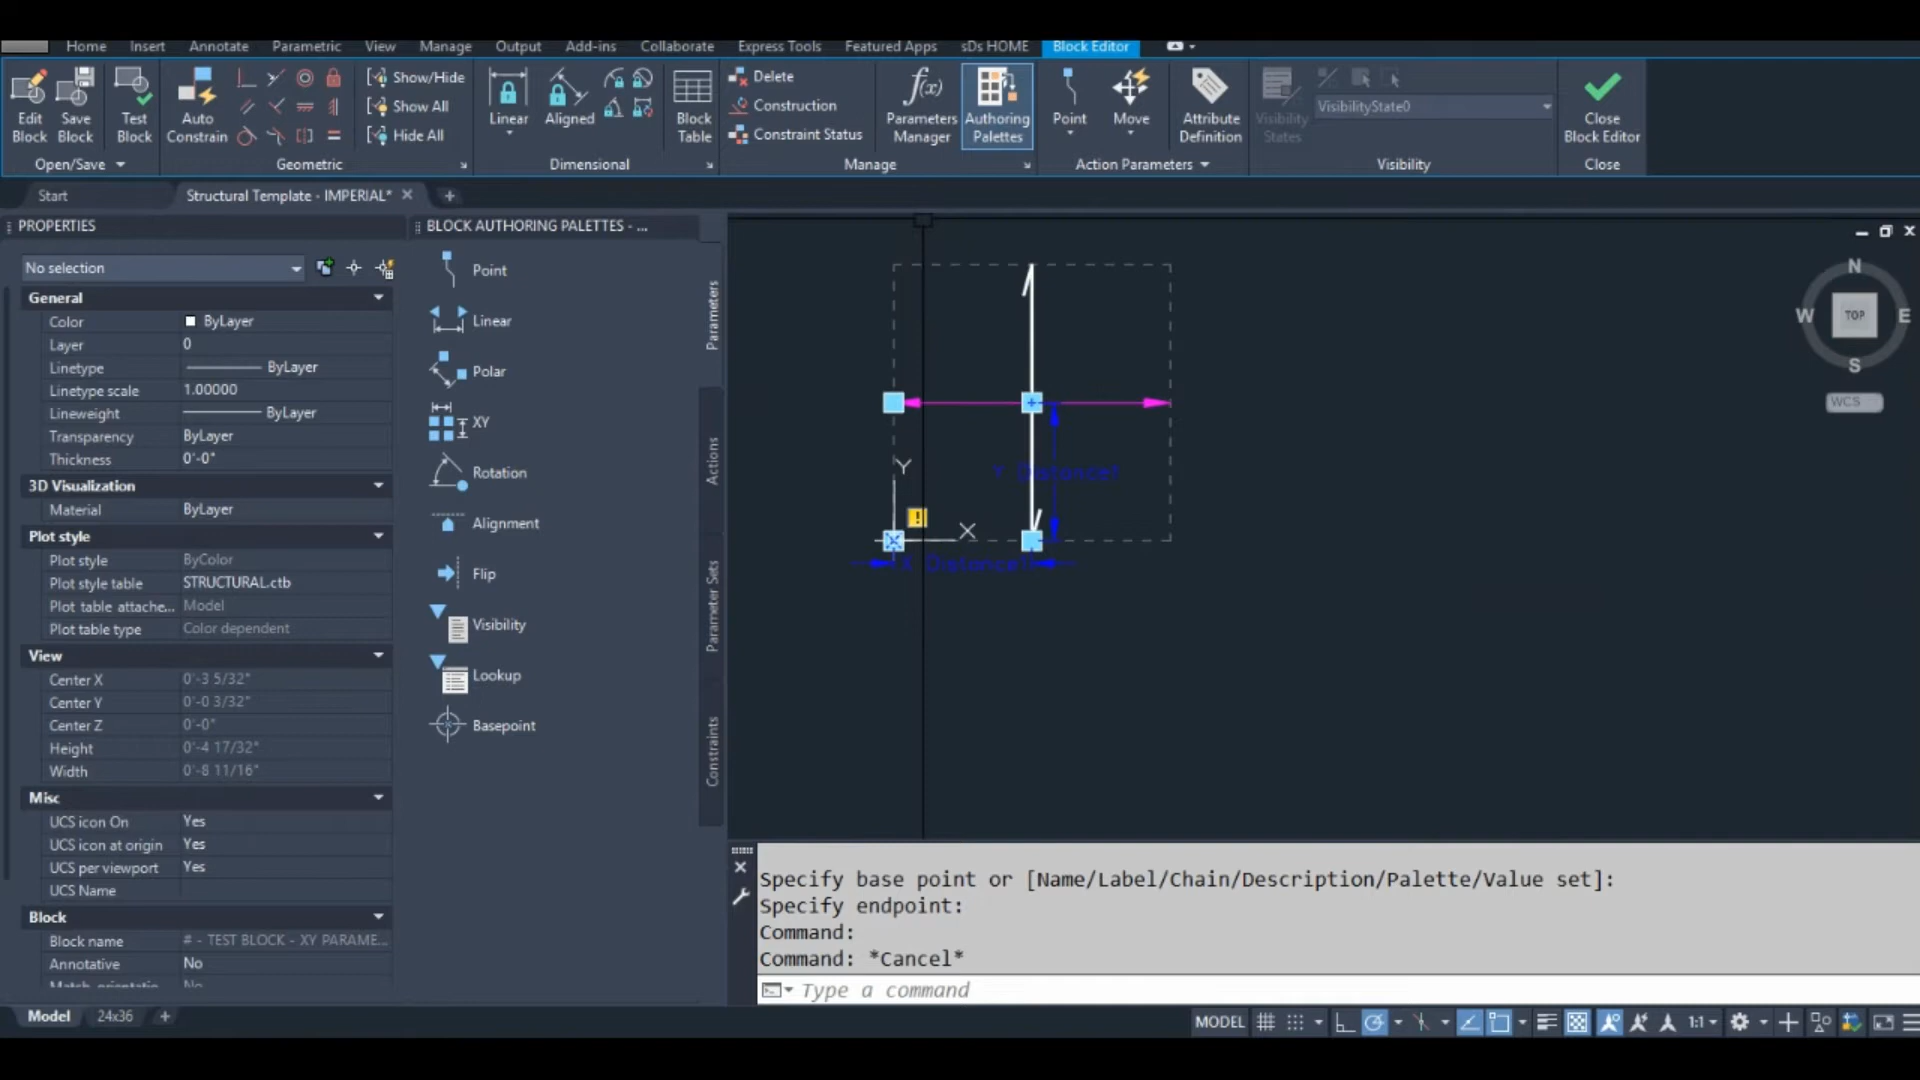 Home Insert Annotate Parametric View Manage Output Add-ins Collaborate Express Tools Featured Apps sDs HOME Block Editor
Edit Block
Save Block
Test Block
Auto Constrain
Show/Hide
Show All
Hide All
Linear
Aligned
Block Table
Delete
Construction
Constraint Status
Parameters Manager
Authoring Palettes
Point
Move
Attribute Definition
Visibility States
VisibilityState0
Close Block Editor
Open/Save Geometric Dimensional Manage Action Parameters Visibility Close
Start Structural Template - IMPERIAL*
PROPERTIES
No selection
General
Color ByLayer
Layer 0
Linetype ByLayer
Linetype scale 1.00000
Lineweight ByLayer
Transparency ByLayer
Thickness 0'-0"
3D Visualization
Material ByLayer
Plot style
Plot style ByColor
Plot style table STRUCTURAL.ctb
Plot table attache... Model
Plot table type Color dependent
View
Center X 0'-3 5/32"
Center Y 0'-0 3/32"
Center Z 0'-0"
Height 0'-4 17/32"
Width 0'-8 11/16"
Misc
UCS icon On Yes
UCS icon at origin Yes
UCS per viewport Yes
UCS Name
Block
Block name # - TEST BLOCK - XY PARAME...
Annotative No
BLOCK AUTHORING PALETTES - ...
Point
Linear
Polar
XY
Rotation
Alignment
Flip
Visibility
Lookup
Basepoint
Parameters
Actions
Parameter Sets
Constraints
Y
X
Y Distance1
X Distance1
N
W TOP E
S
WCS
Specify base point or [Name/Label/Chain/Description/Palette/Value set]:
Specify endpoint:
Command:
Command: *Cancel*
Type a command
Model 24x36
MODEL 1:1